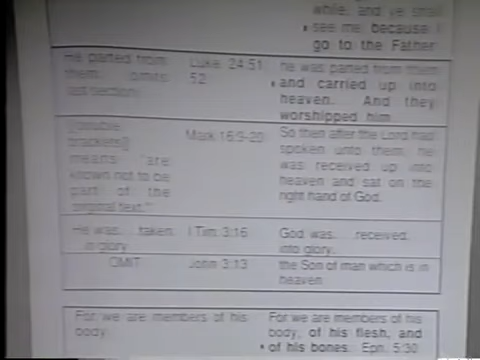 while, and ye shall
see me, because I
go to the Father
He parted from
them omits
last section
Luke 24:51,
52
he was parted from them
and carried up into
heaven. And they
worshipped him
[[double
brackets]]
means "are
known not to be
part of the
original text."
Mark 16:9-20
So then after the Lord had
spoken unto them, he
was received up into
heaven and sat on the
right hand of God.
He was... taken
in glory
I Tim. 3:16
God was... received
into glory.
OMIT
John 3:13
the Son of man which is in
heaven
For we are members of his
body.
For we are members of his
body, of his flesh, and
of his bones. Eph. 5:30